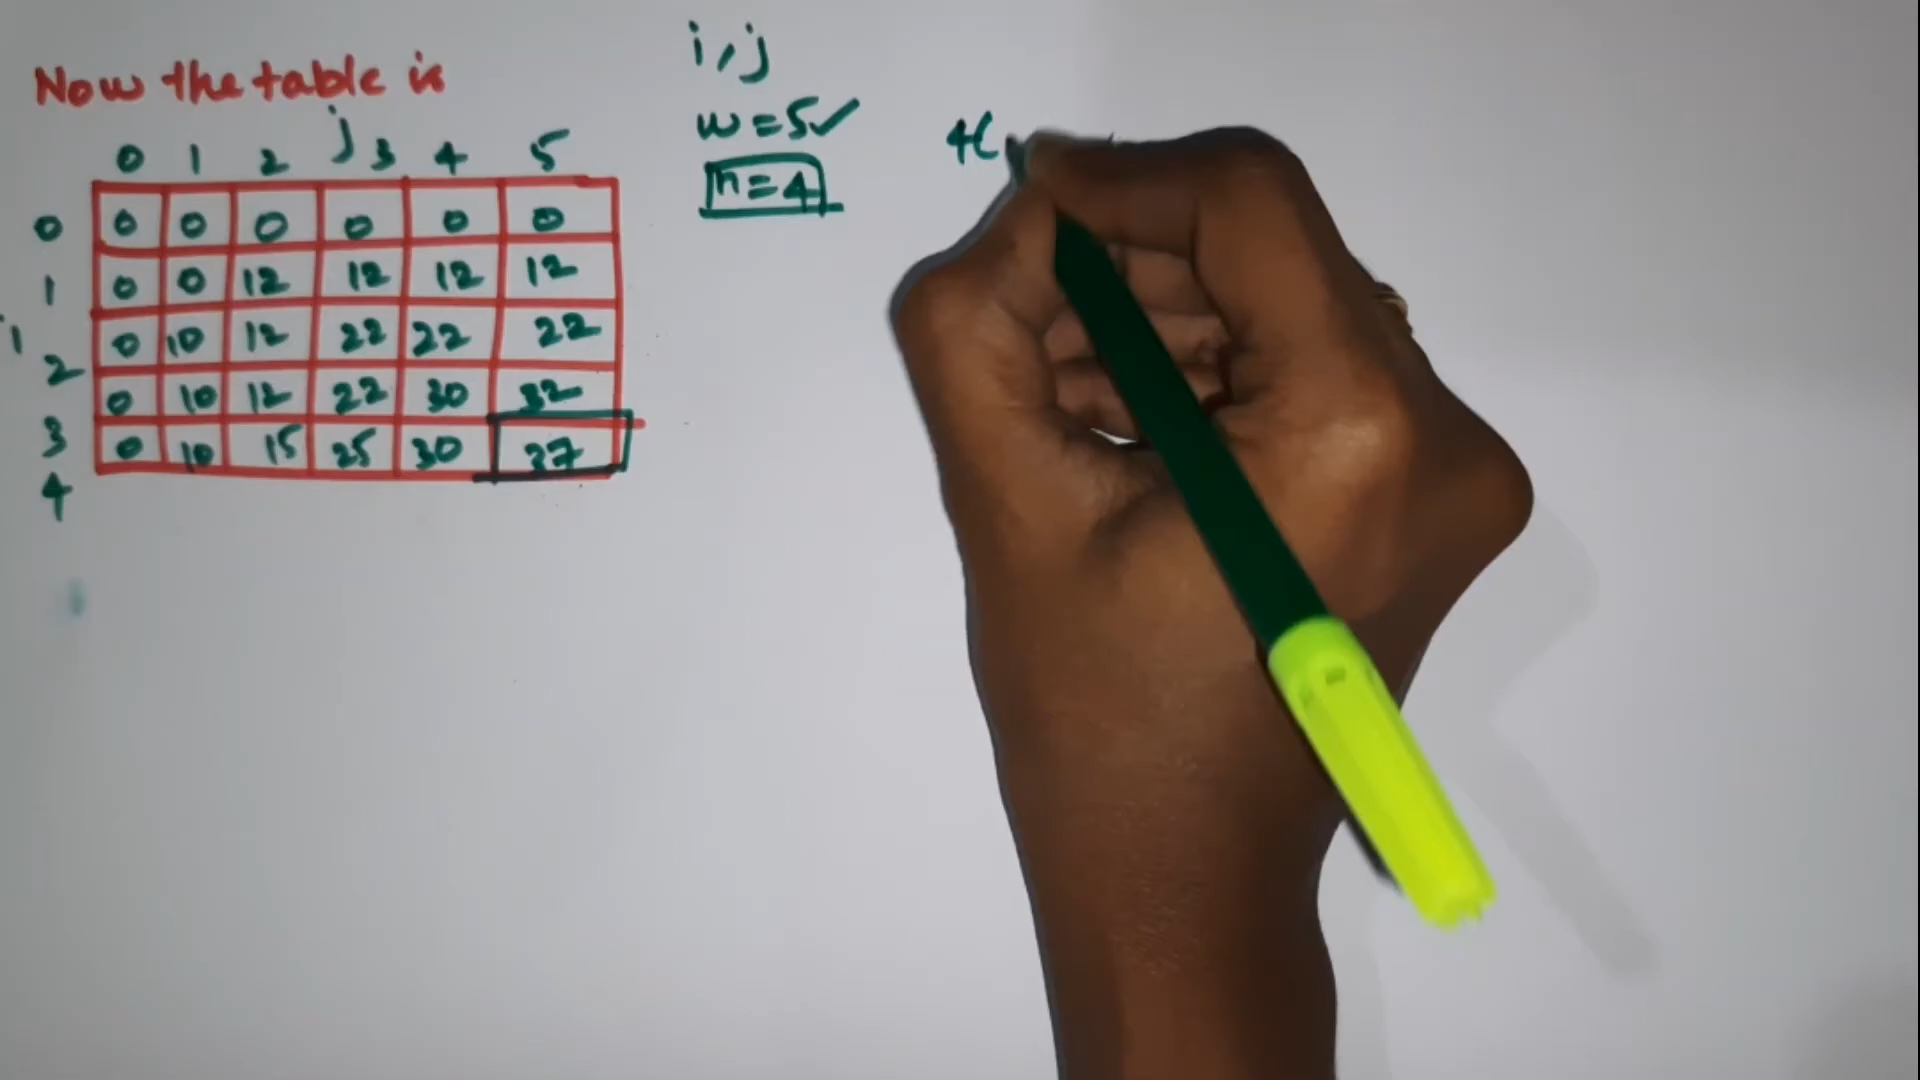 Now the table is
i, j
w=5✓
n=4
4(
j
0 1 2 3 4 5
0 0 0 0 0 0 0
1 0 0 12 12 12 12
i
2 0 10 12 22 22 22
3 0 10 12 22 30 32
4 0 10 15 25 30 37